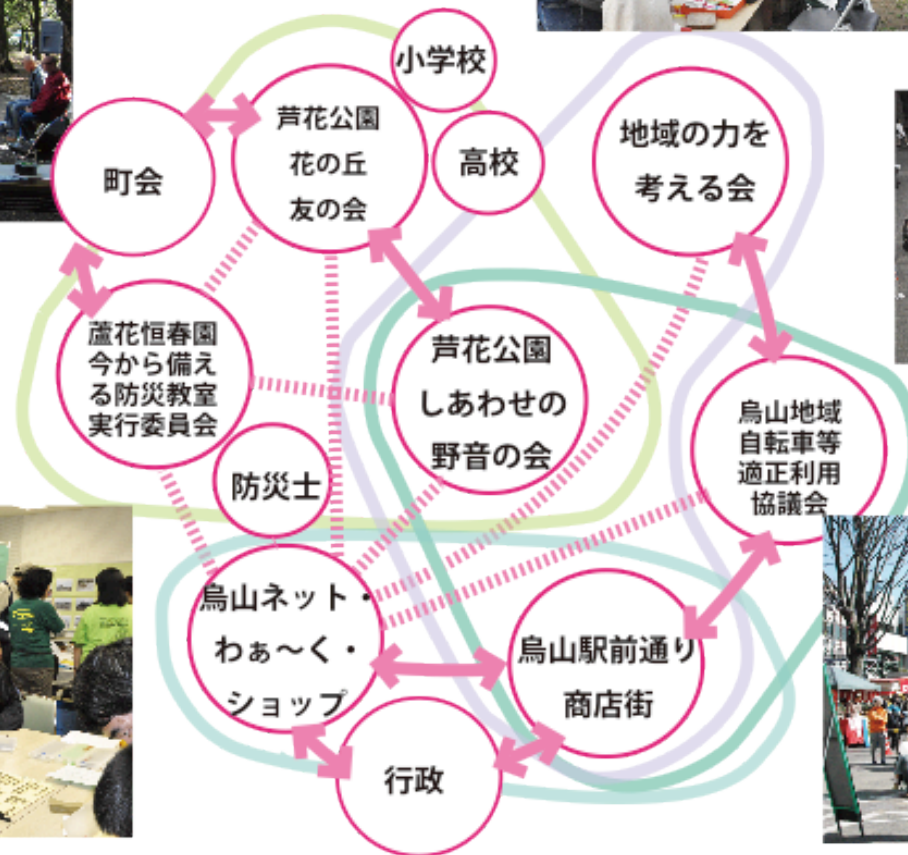 小学校
芦花公園
花の丘
友の会
高校
地域の力を
考える会
町会
蘆花恒春園
今から備え
る防災教室
実行委員会
芦花公園
しあわせの
野音の会
烏山地域
自転車等
適正利用
協議会
防災士
烏山ネット・
わぁ〜く・
ショップ
烏山駅前通り
商店街
行政